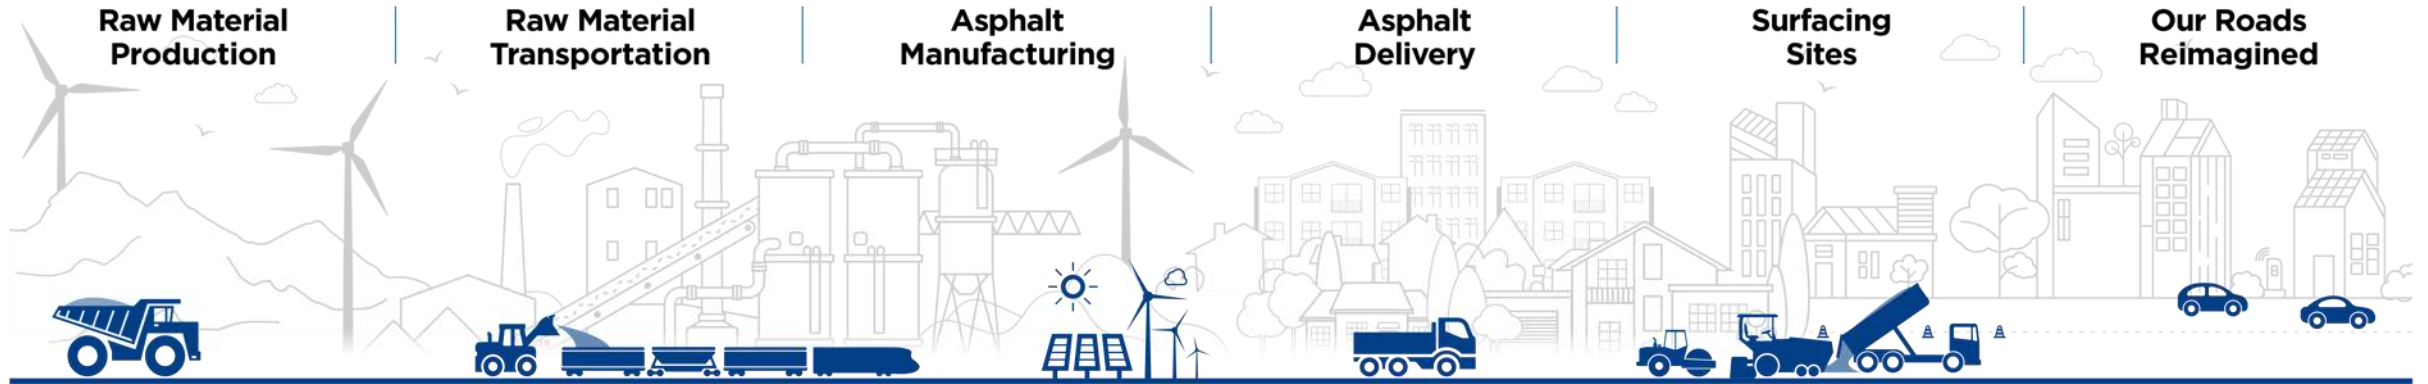 Raw Material
Production
Raw Material
Transportation
Asphalt
Manufacturing
Asphalt
Delivery
Surfacing
Sites
Our Roads
Reimagined